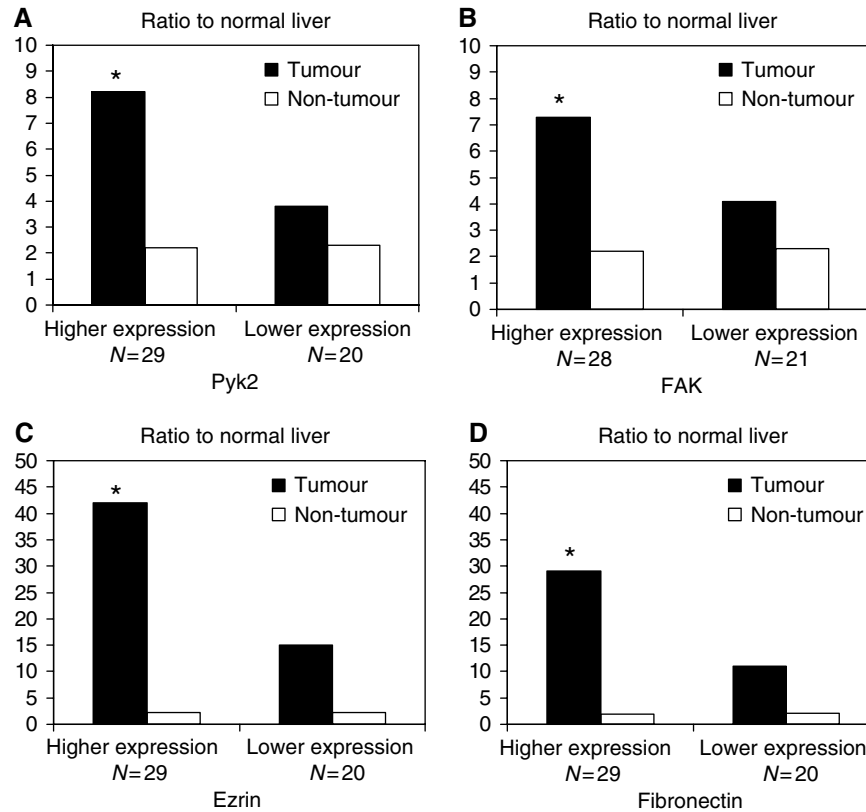 A
Ratio to normal liver
10
9
8
7
6
5
4
3
2
1
0
*
Tumour
Non-tumour
Higher expression Lower expression
N=29 N=20
Pyk2
B
Ratio to normal liver
10
9
8
7
6
5
4
3
2
1
0
*
Tumour
Non-tumour
Higher expression Lower expression
N=28 N=21
FAK
C
Ratio to normal liver
50
45
40
35
30
25
20
15
10
5
0
*
Tumour
Non-tumour
Higher expression Lower expression
N=29 N=20
Ezrin
D
Ratio to normal liver
50
45
40
35
30
25
20
15
10
5
0
*
Tumour
Non-tumour
Higher expression Lower expression
N=29 N=20
Fibronectin